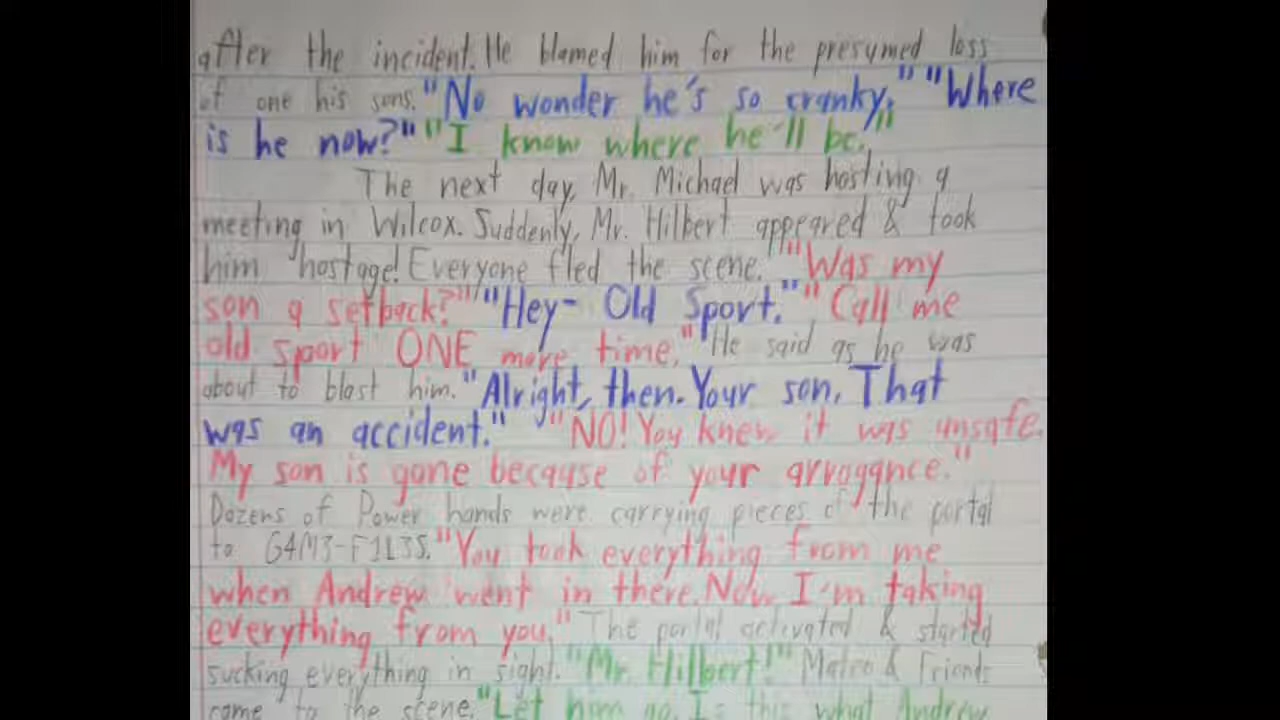 after the incident. He blamed him for the presumed loss
of one his sons. "No wonder he's so cranky." "Where
is he now?" "I know where he'll be."
The next day, Mr. Michael was hosting a
meeting in Wilcox. Suddenly, Mr. Hilbert appeared & took
him hostage! Everyone fled the scene. "Was my
son a setback?" "Hey- Old Sport." "Call me
old sport ONE more time." He said as he was
about to blast him. "Alright, then. Your son. That
was an accident." "NO! You knew it was unsafe.
My son is gone because of your arrogance."
Dozens of Power hands were carrying pieces of the portal
to G4M3-F1L3S. "You took everything from me
when Andrew went in there. Now I'm taking
everything from you." The portal activated & started
sucking everything in sight. "Mr. Hilbert!" Mateo & Friends
come to the scene. "Let him go. Is this what Andrew